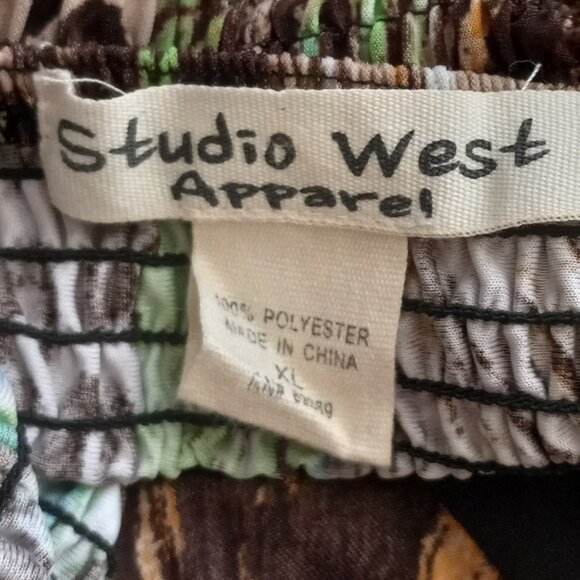 Studio West
Apparel
100% POLYESTER
MADE IN CHINA
XL